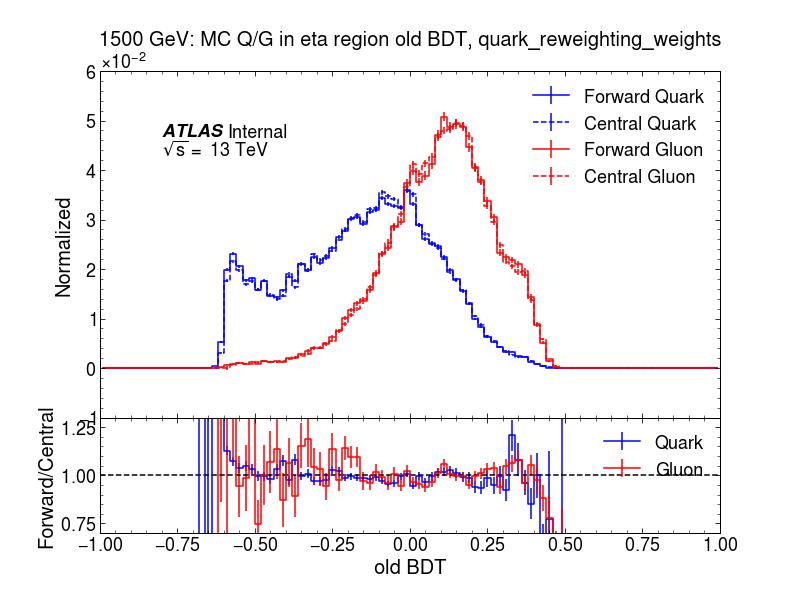 1500 GeV: MC Q/G in eta region old BDT, quark_reweighting_weights
×10⁻²
6
5
4
3
2
1
0
−1
Normalized
ATLAS Internal
√s = 13 TeV
Forward Quark
Central Quark
Forward Gluon
Central Gluon
1.25
1.00
0.75
Forward/Central
Quark
Gluon
−1.00 −0.75 −0.50 −0.25 0.00 0.25 0.50 0.75 1.00
old BDT